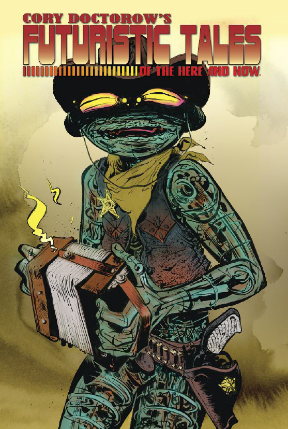 CORY DOCTOROW'S
FUTURISTIC TALES
OF THE HERE AND NOW